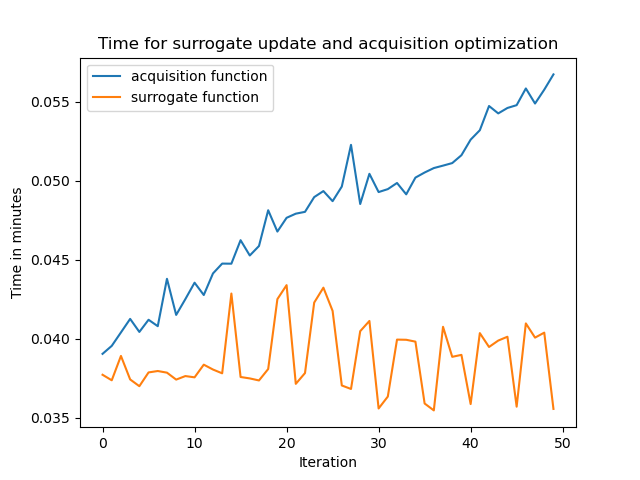 Time for surrogate update and acquisition optimization
acquisition function
surrogate function
0.055
0.050
0.045
0.040
0.035
Time in minutes
0 10 20 30 40 50
Iteration